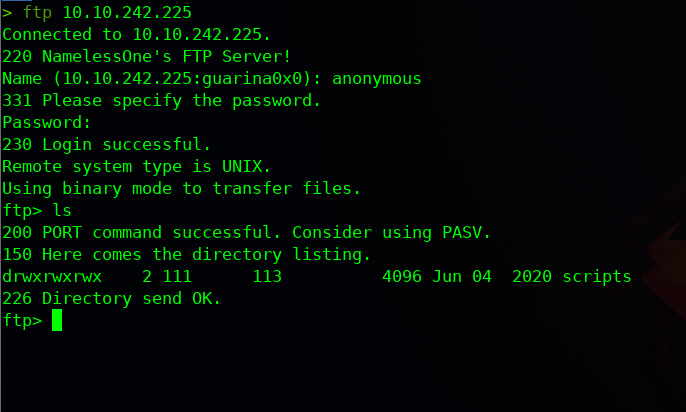 > ftp 10.10.242.225
Connected to 10.10.242.225.
220 NamelessOne's FTP Server!
Name (10.10.242.225:guarina0x0): anonymous
331 Please specify the password.
Password:
230 Login successful.
Remote system type is UNIX.
Using binary mode to transfer files.
ftp> ls
200 PORT command successful. Consider using PASV.
150 Here comes the directory listing.
drwxrwxrwx    2 111      113          4096 Jun 04  2020 scripts
226 Directory send OK.
ftp>